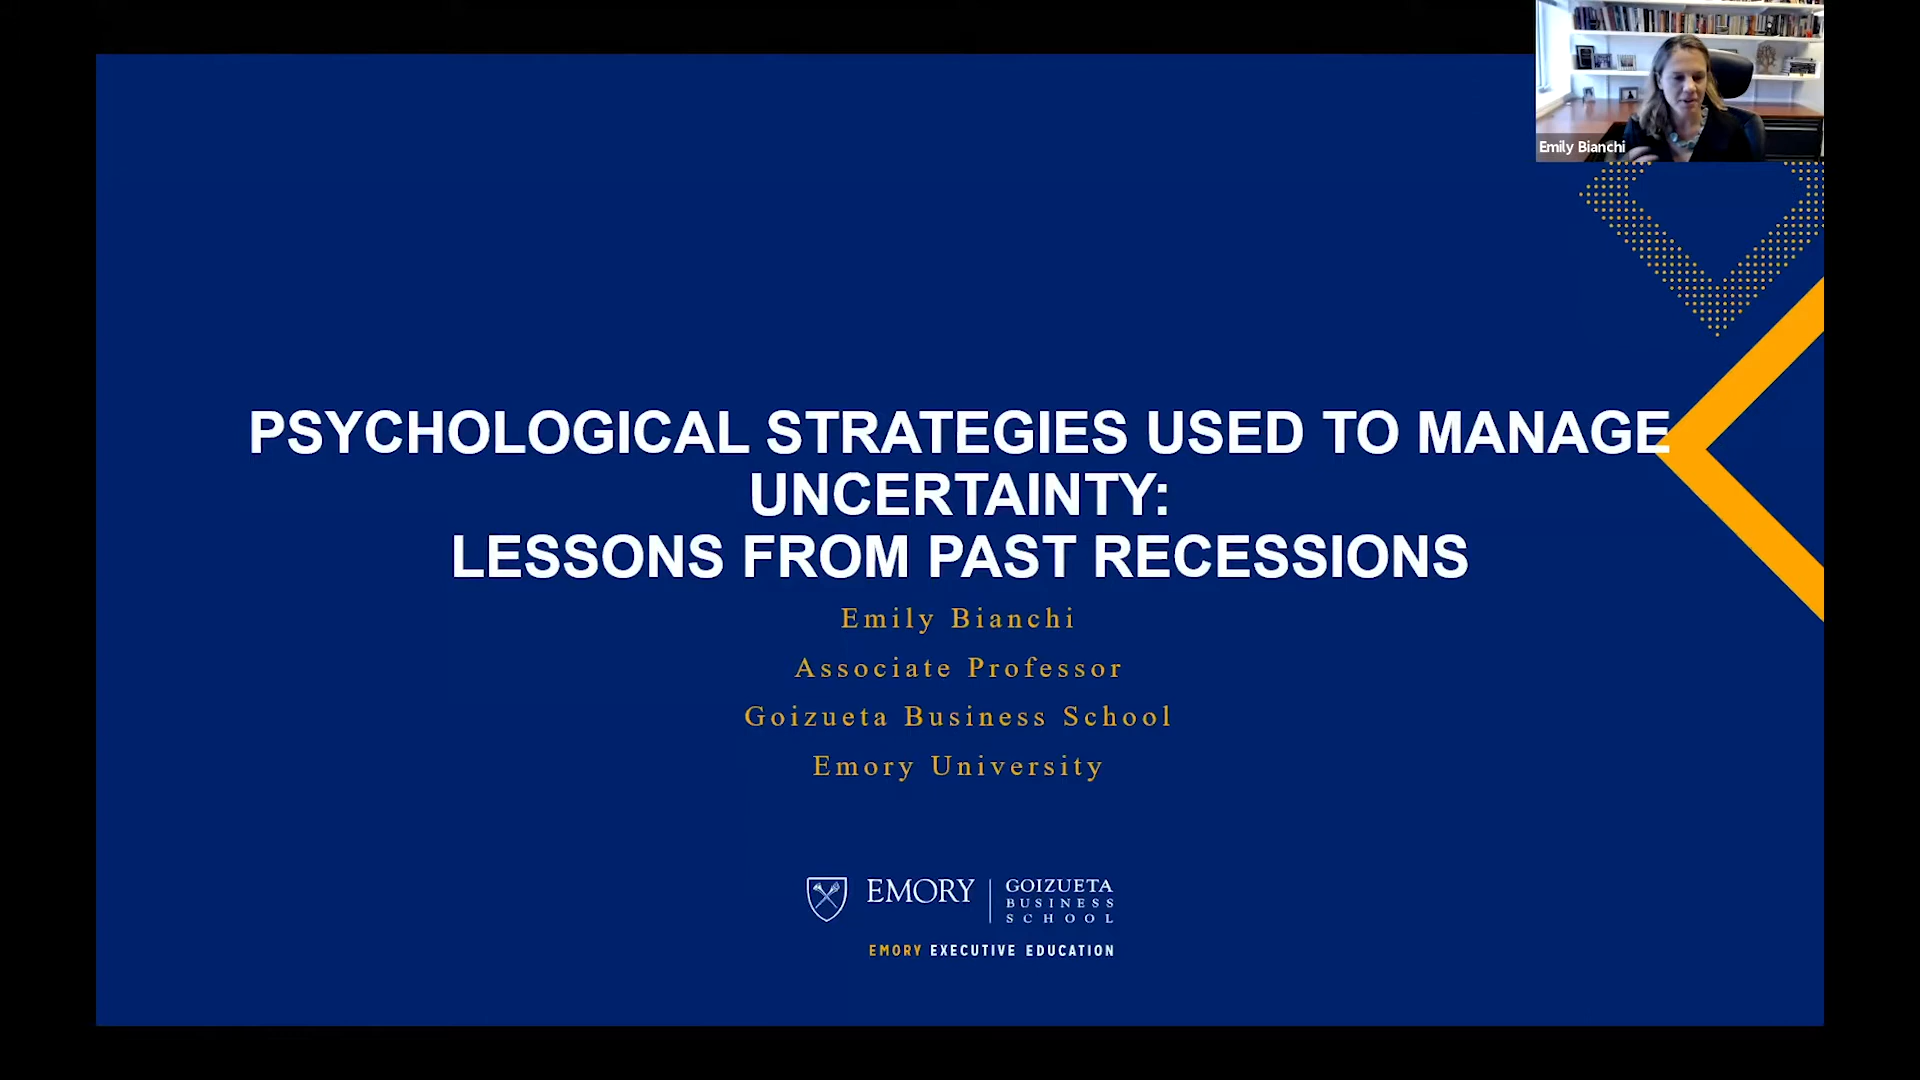 Emily Bianchi
PSYCHOLOGICAL STRATEGIES USED TO MANAGE
UNCERTAINTY:
LESSONS FROM PAST RECESSIONS
Emily Bianchi
Associate Professor
Goizueta Business School
Emory University
EMORY
GOIZUETA
BUSINESS
SCHOOL
EMORY EXECUTIVE EDUCATION